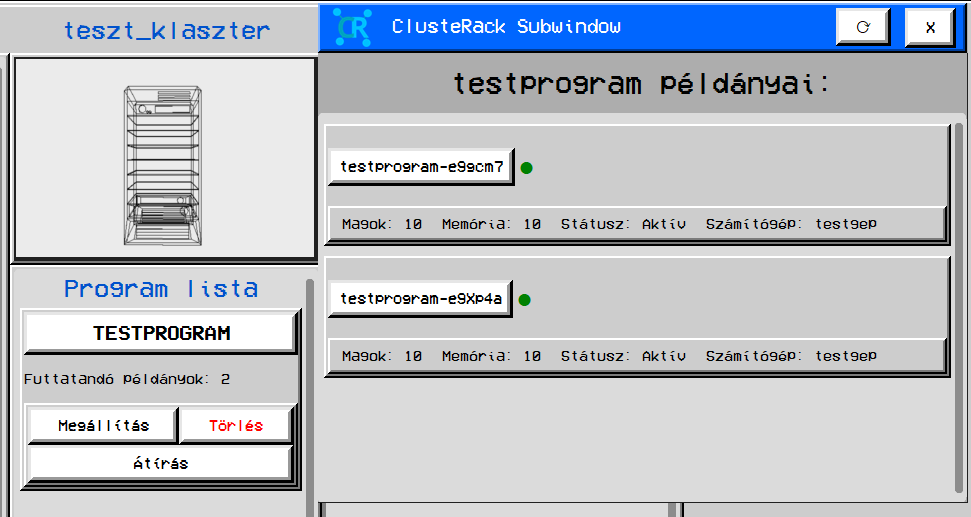 teszt_klaszter
CR ClusteRack Subwindow
X
testprogram példányai:
testprogram-e9gcm7
Magok: 10 Memória: 10 Státusz: Aktív Számítógép: testgep
testprogram-e9Xp4a
Magok: 10 Memória: 10 Státusz: Aktív Számítógép: testgep
Program lista
TESTPROGRAM
Futtatandó példányok: 2
Megállítás Törlés
Átírás